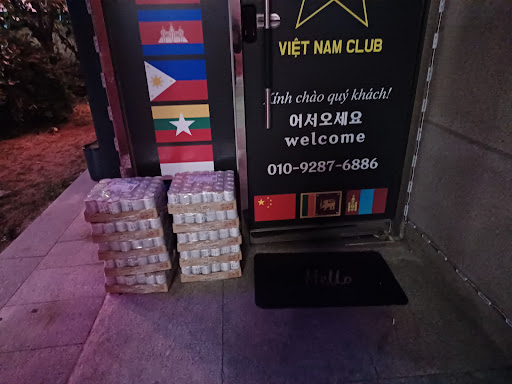 VIỆT NAM CLUB
Kính chào quý khách!
어서오세요
welcome
010-9287-6886
Hello